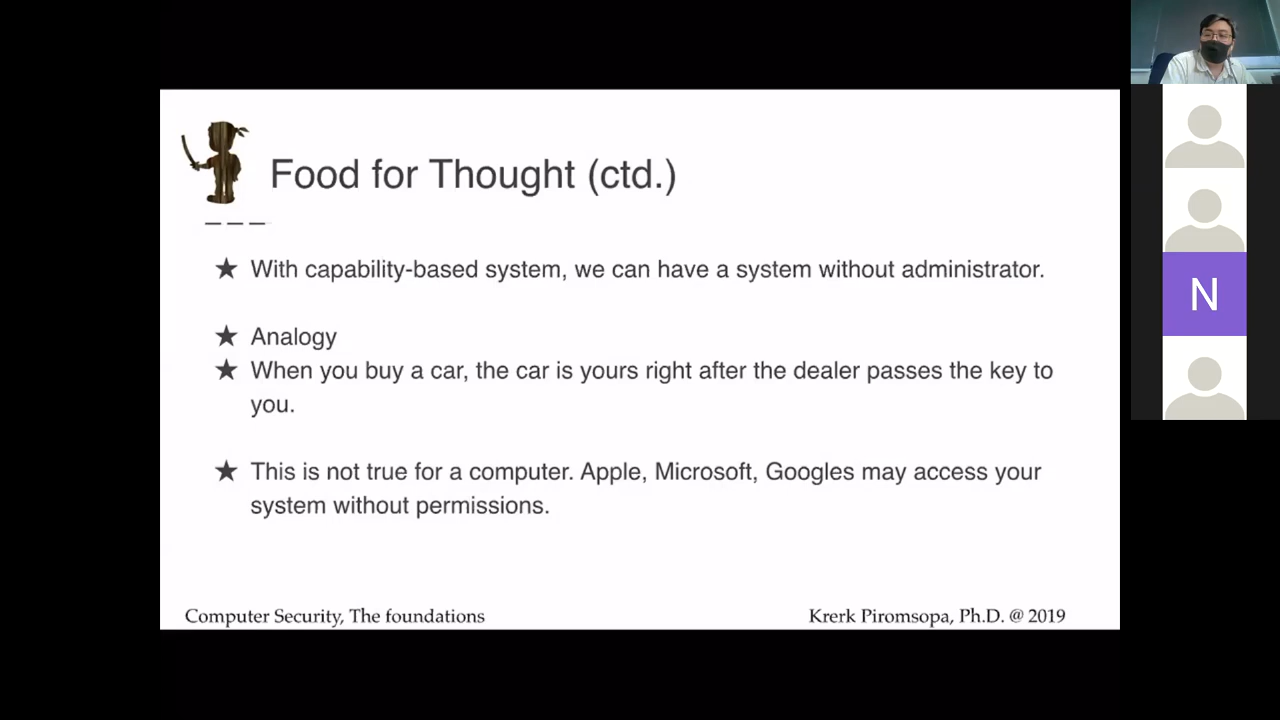 Food for Thought (ctd.)
★ With capability-based system, we can have a system without administrator.
★ Analogy
★ When you buy a car, the car is yours right after the dealer passes the key to
you.
★ This is not true for a computer. Apple, Microsoft, Googles may access your
system without permissions.
Computer Security, The foundations
Krerk Piromsopa, Ph.D. @ 2019
N